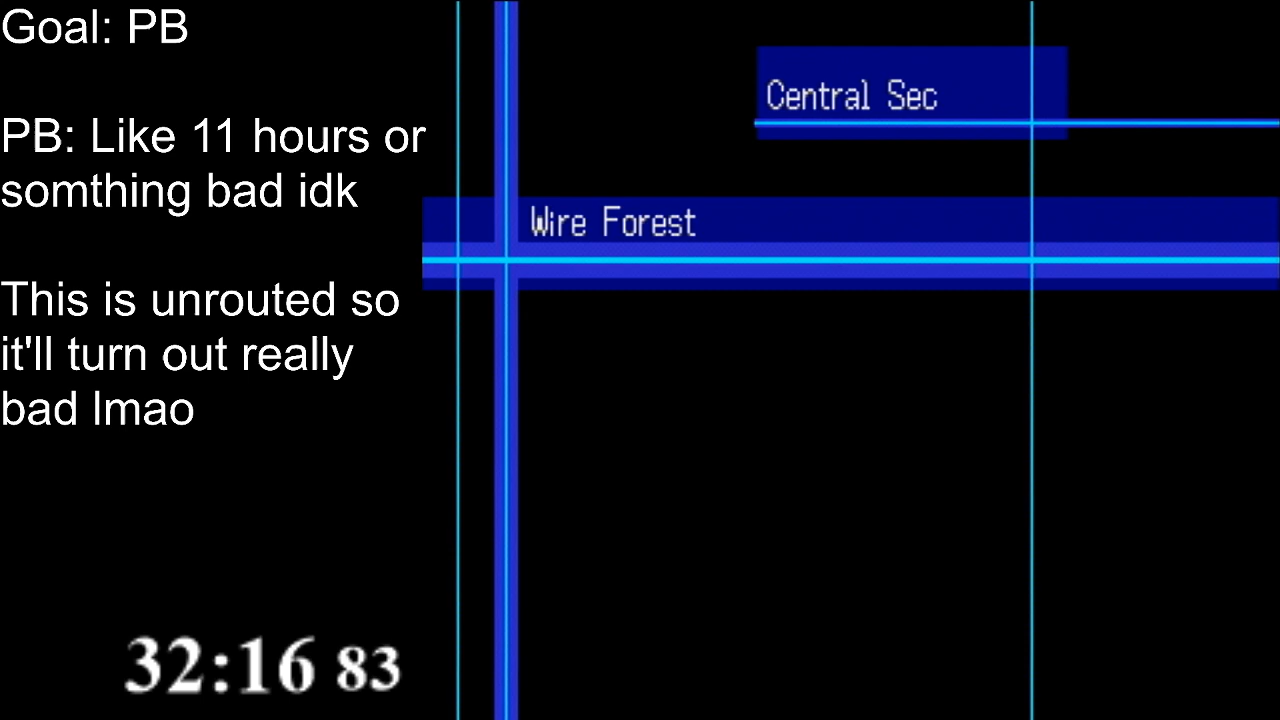 Goal: PB
PB: Like 11 hours or
somthing bad idk
This is unrouted so
it'll turn out really
bad lmao
Central Sec
Wire Forest
32:16 83